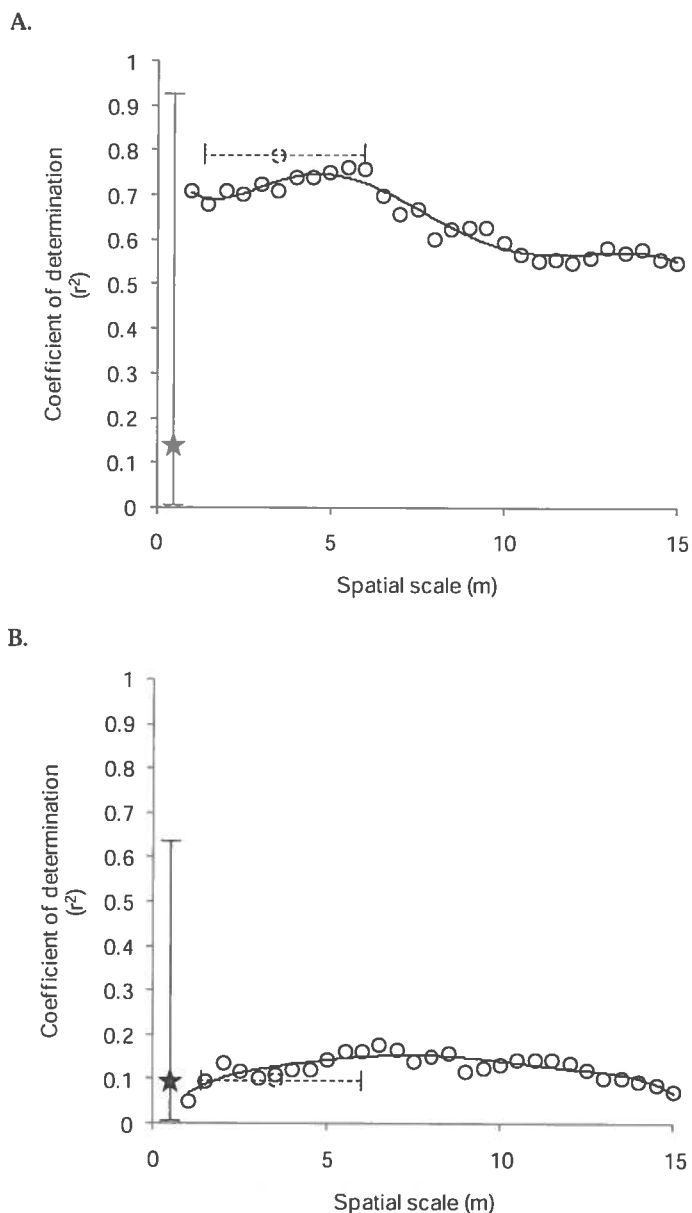 A.
1
0.9
0.8
0.7
0.6
0.5
0.4
0.3
0.2
0.1
0
Coefficient of determination
(r²)
0 5 10 15
Spatial scale (m)
B.
1
0.9
0.8
0.7
0.6
0.5
0.4
0.3
0.2
0.1
0
Coefficient of determination
(r²)
0 5 10 15
Spatial scale (m)